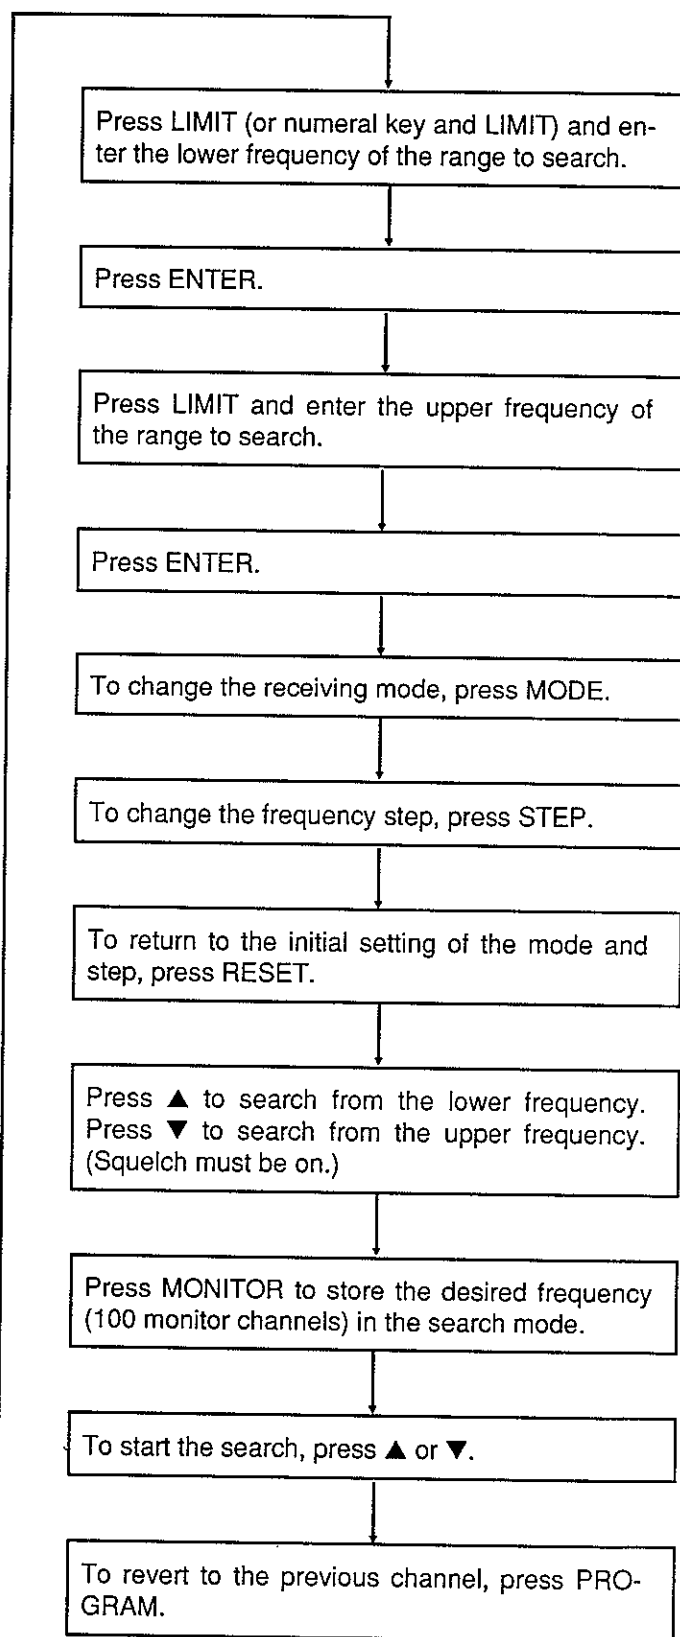 Press LIMIT (or numeral key and LIMIT) and en-
ter the lower frequency of the range to search.
Press ENTER.
Press LIMIT and enter the upper frequency of
the range to search.
Press ENTER.
To change the receiving mode, press MODE.
To change the frequency step, press STEP.
To return to the initial setting of the mode and
step, press RESET.
Press ▲ to search from the lower frequency.
Press ▼ to search from the upper frequency.
(Squelch must be on.)
Press MONITOR to store the desired frequency
(100 monitor channels) in the search mode.
To start the search, press ▲ or ▼.
To revert to the previous channel, press PRO-
GRAM.